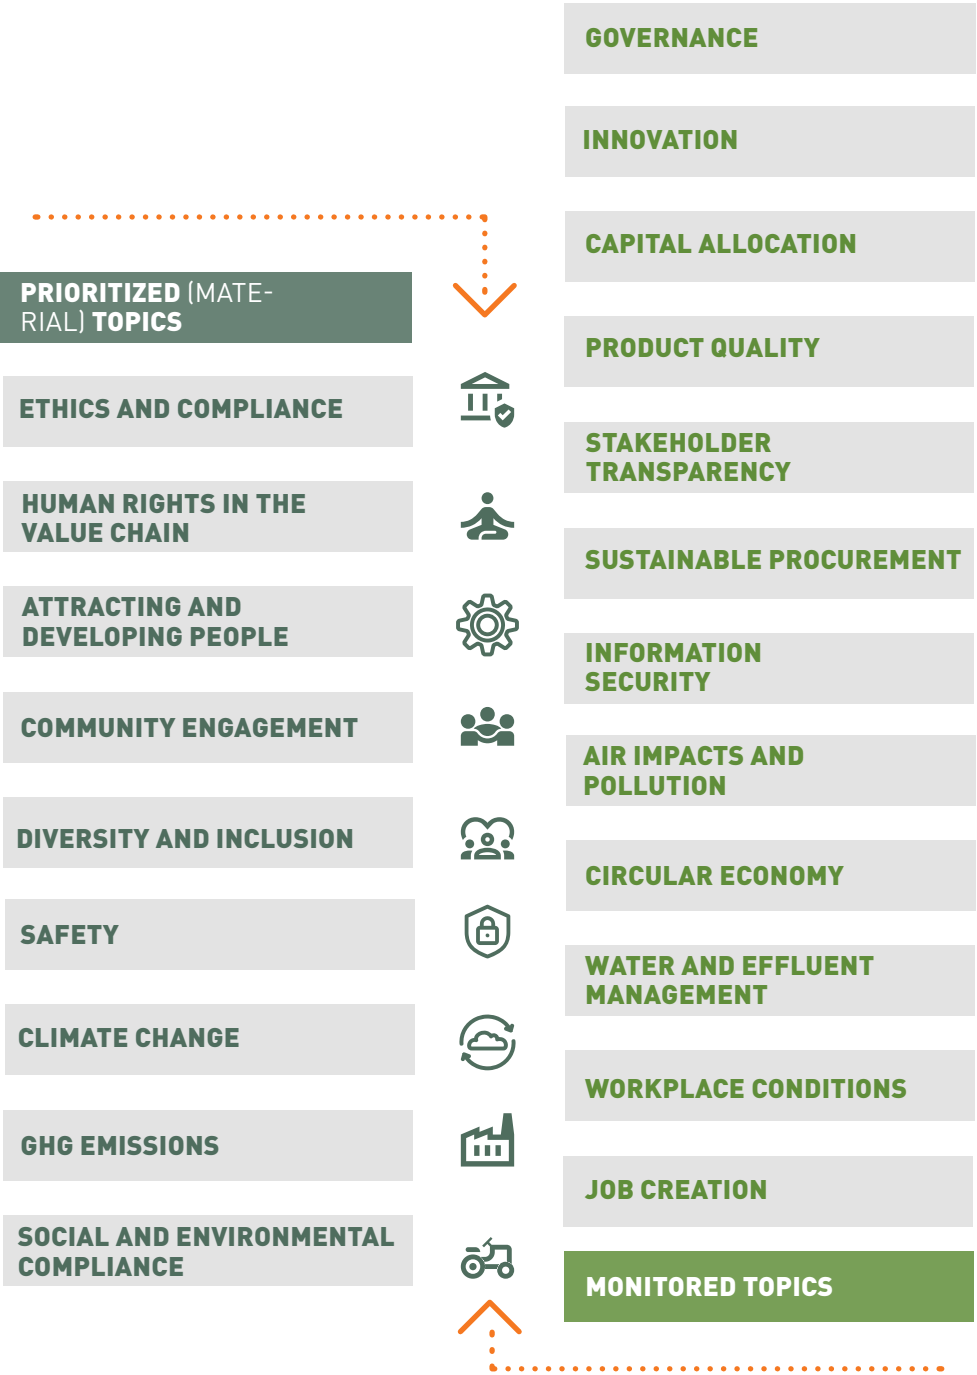 PRIORITIZED (MATE-
RIAL) TOPICS
ETHICS AND COMPLIANCE
HUMAN RIGHTS IN THE
VALUE CHAIN
ATTRACTING AND
DEVELOPING PEOPLE
COMMUNITY ENGAGEMENT
DIVERSITY AND INCLUSION
SAFETY
CLIMATE CHANGE
GHG EMISSIONS
SOCIAL AND ENVIRONMENTAL
COMPLIANCE
GOVERNANCE
INNOVATION
CAPITAL ALLOCATION
PRODUCT QUALITY
STAKEHOLDER
TRANSPARENCY
SUSTAINABLE PROCUREMENT
INFORMATION
SECURITY
AIR IMPACTS AND
POLLUTION
CIRCULAR ECONOMY
WATER AND EFFLUENT
MANAGEMENT
WORKPLACE CONDITIONS
JOB CREATION
MONITORED TOPICS